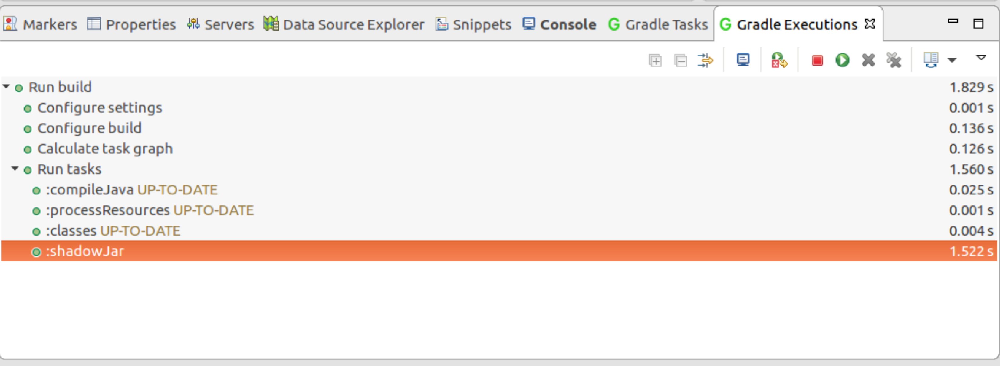 Markers Properties Servers Data Source Explorer Snippets Console G Gradle Tasks G Gradle Executions
Run build 1.829 s
Configure settings 0.001 s
Configure build 0.136 s
Calculate task graph 0.126 s
Run tasks 1.560 s
:compileJava UP-TO-DATE 0.025 s
:processResources UP-TO-DATE 0.001 s
:classes UP-TO-DATE 0.004 s
:shadowJar 1.522 s